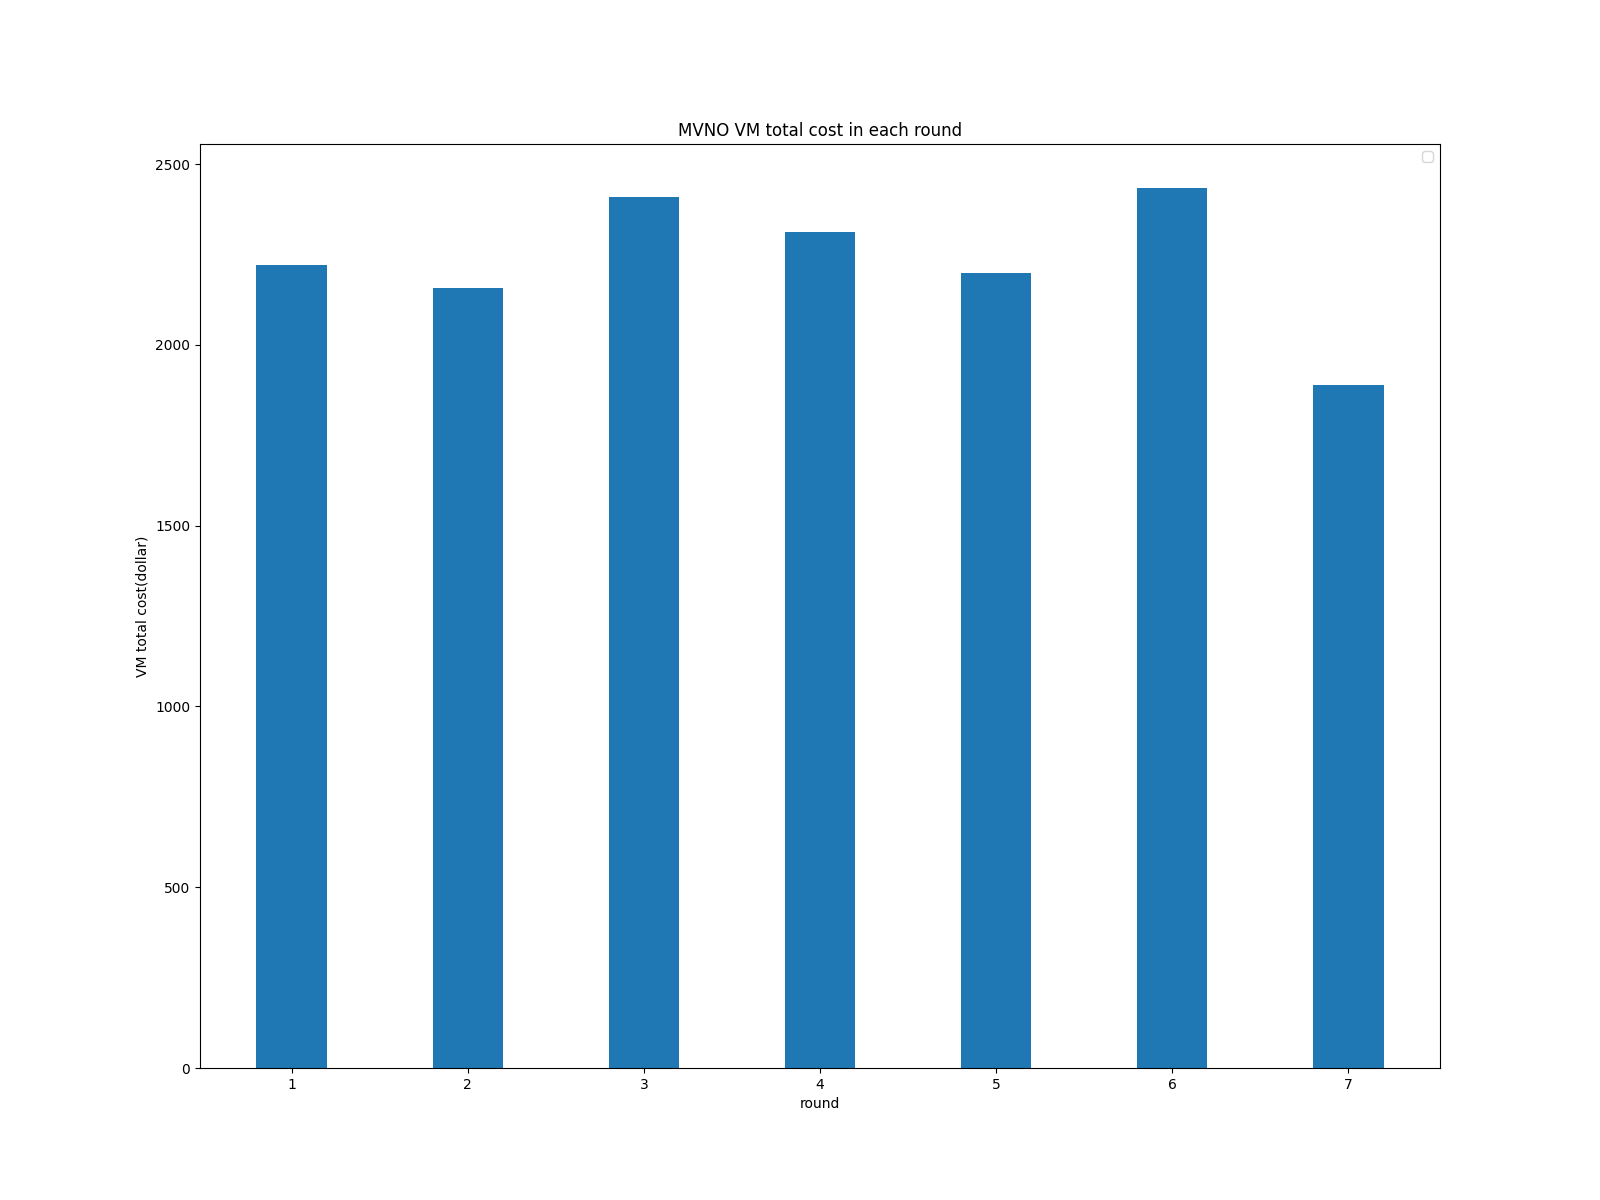 MVNO VM total cost in each round
2500
2000
1500
1000
500
0
VM total cost(dollar)
1 2 3 4 5 6 7
round